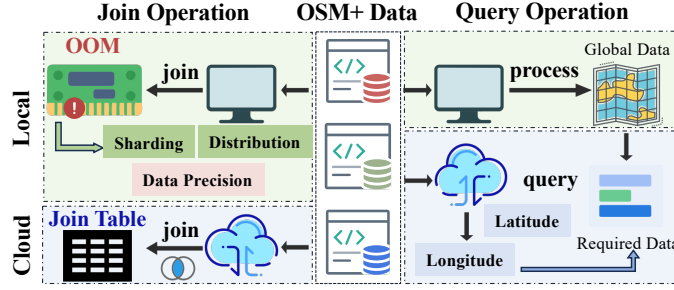 Join Operation
OSM+ Data
Query Operation
Local
OOM
join
Sharding
Distribution
Data Precision
process
Global Data
Cloud
Join Table
join
query
Latitude
Longitude
Required Data